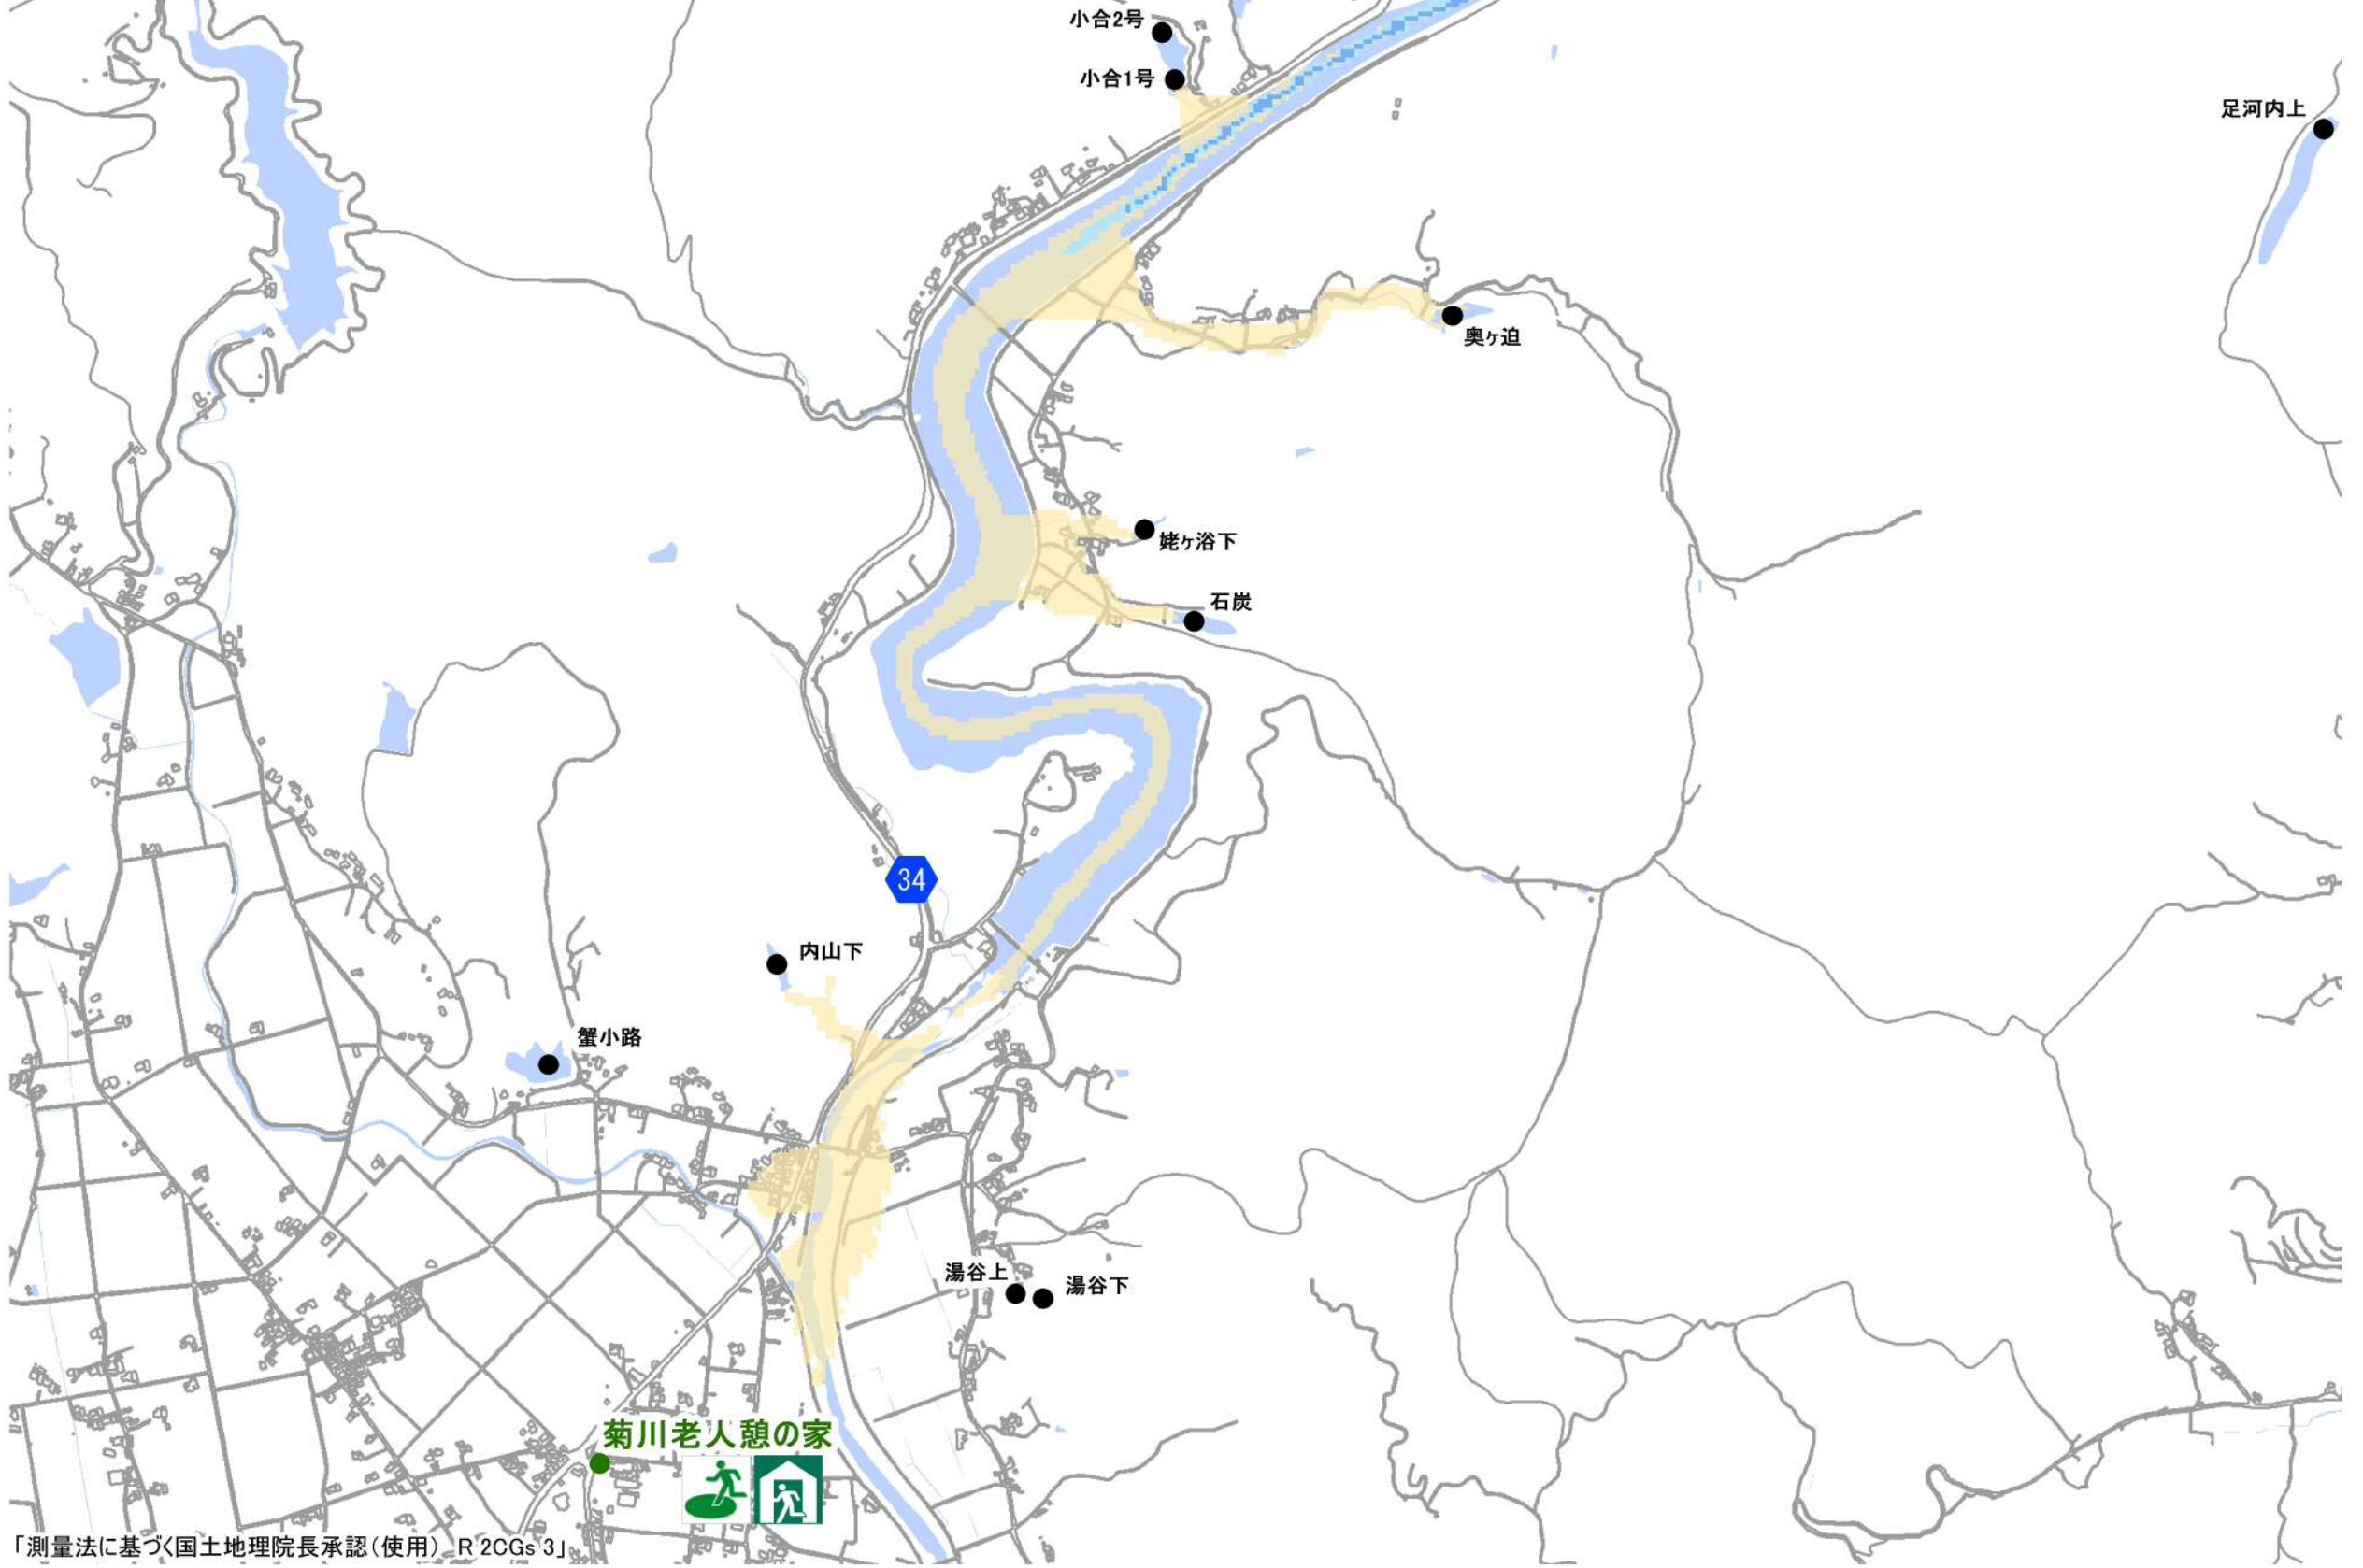 小合2号
小合1号
足河内上
奥ヶ迫
姥ヶ浴下
石炭
34
内山下
蟹小路
湯谷上
湯谷下
菊川老人憩の家
「測量法に基づく国土地理院長承認(使用) R 2CGs 3」